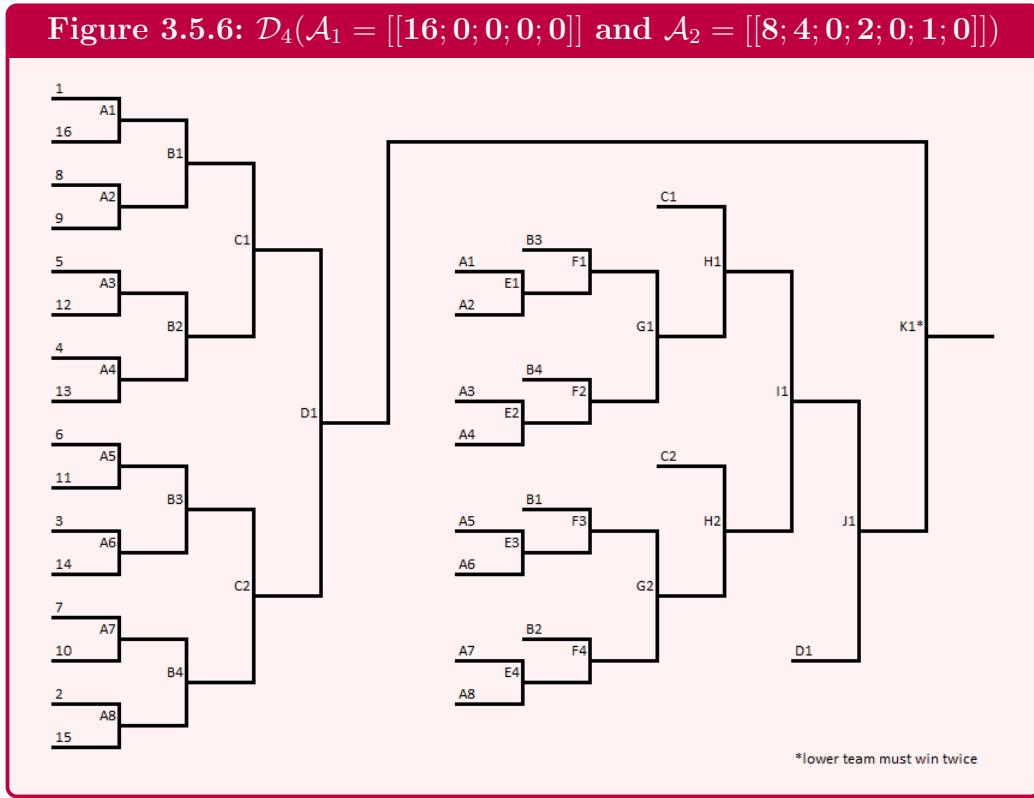 Figure 3.5.6: 𝒟₄(𝒜₁ = [[16; 0; 0; 0; 0]] and 𝒜₂ = [[8; 4; 0; 2; 0; 1; 0]])
1
A1
16
B1
8
A2
9
C1
5
A3
12
B2
4
A4
13
D1
6
A5
11
B3
3
A6
14
C2
7
A7
10
B4
2
A8
15
C1
B3
A1
F1
H1
E1
A2
G1
K1*
B4
A3
F2
I1
E2
A4
C2
B1
A5
F3
H2
J1
E3
A6
G2
B2
A7
F4
D1
E4
A8
*lower team must win twice